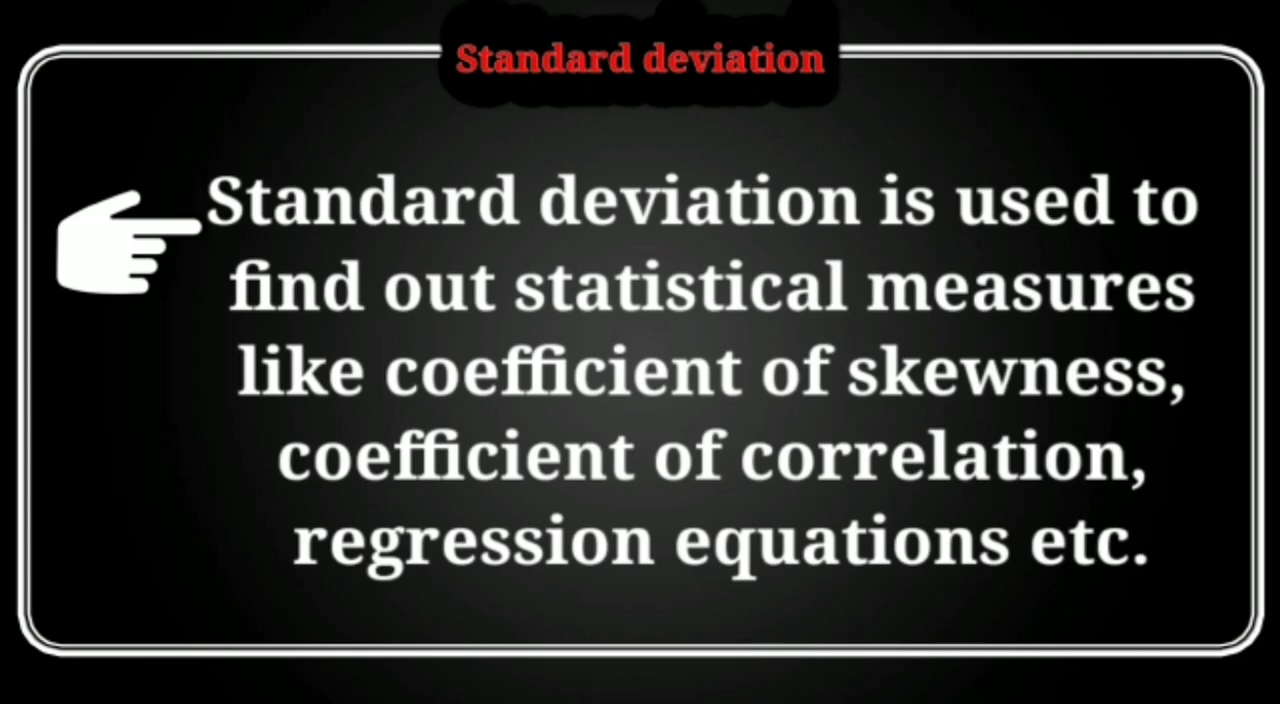 Standard deviation
Standard deviation is used to
find out statistical measures
like coefficient of skewness,
coefficient of correlation,
regression equations etc.